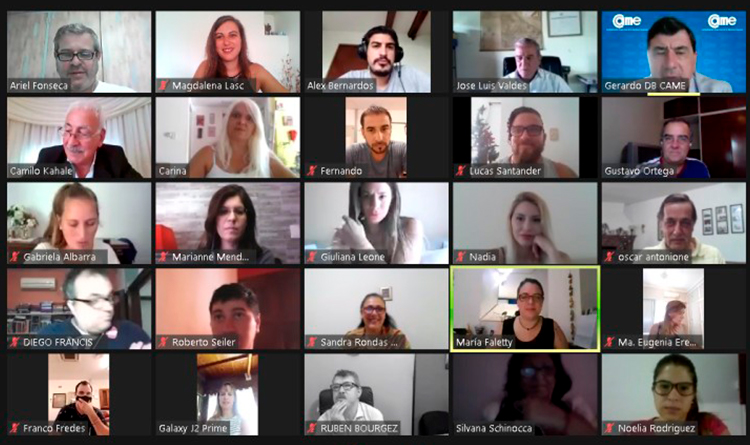 came
came
Ariel Fonseca
Magdalena Lasc
Alex Bernardos
Jose Luis Valdes
Gerardo DB CAME
Camilo Kahale
Carina
Fernando
Lucas Santander
Gustavo Ortega
Gabriela Albarra
Marianne Mend...
Giuliana Leone
Nadia
oscar antonione
DIEGO FRANCIS
Roberto Seiler
Sandra Rondas ...
María Faletty
Ma. Eugenia Ere...
Franco Fredes
Galaxy J2 Prime
RUBEN BOURGEZ
Silvana Schinocca
Noelia Rodriguez